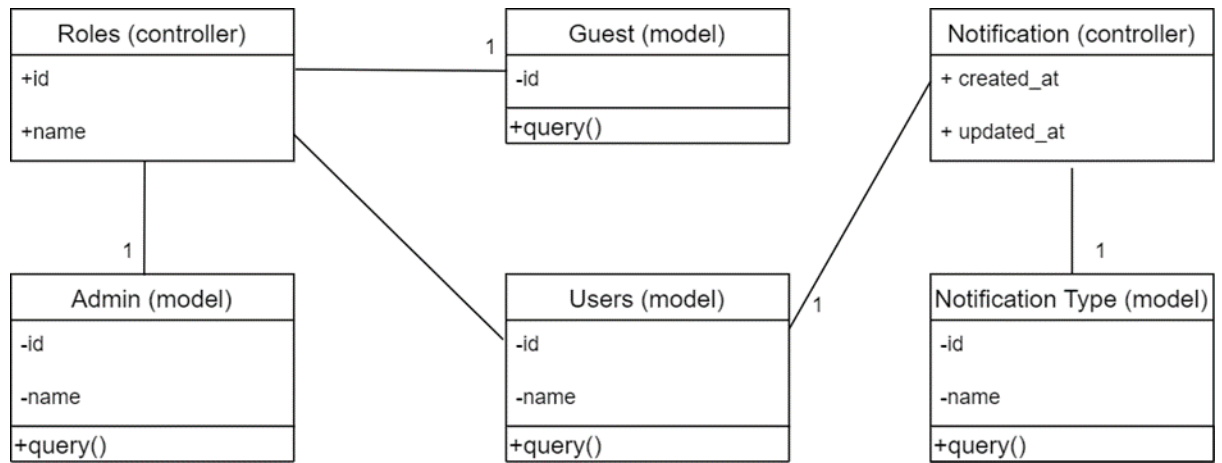 Roles (controller)
+id
+name
1
Guest (model)
-id
+query()
Notification (controller)
+ created_at
+ updated_at
1
Admin (model)
-id
-name
+query()
Users (model)
-id
-name
+query()
1
1
Notification Type (model)
-id
-name
+query()